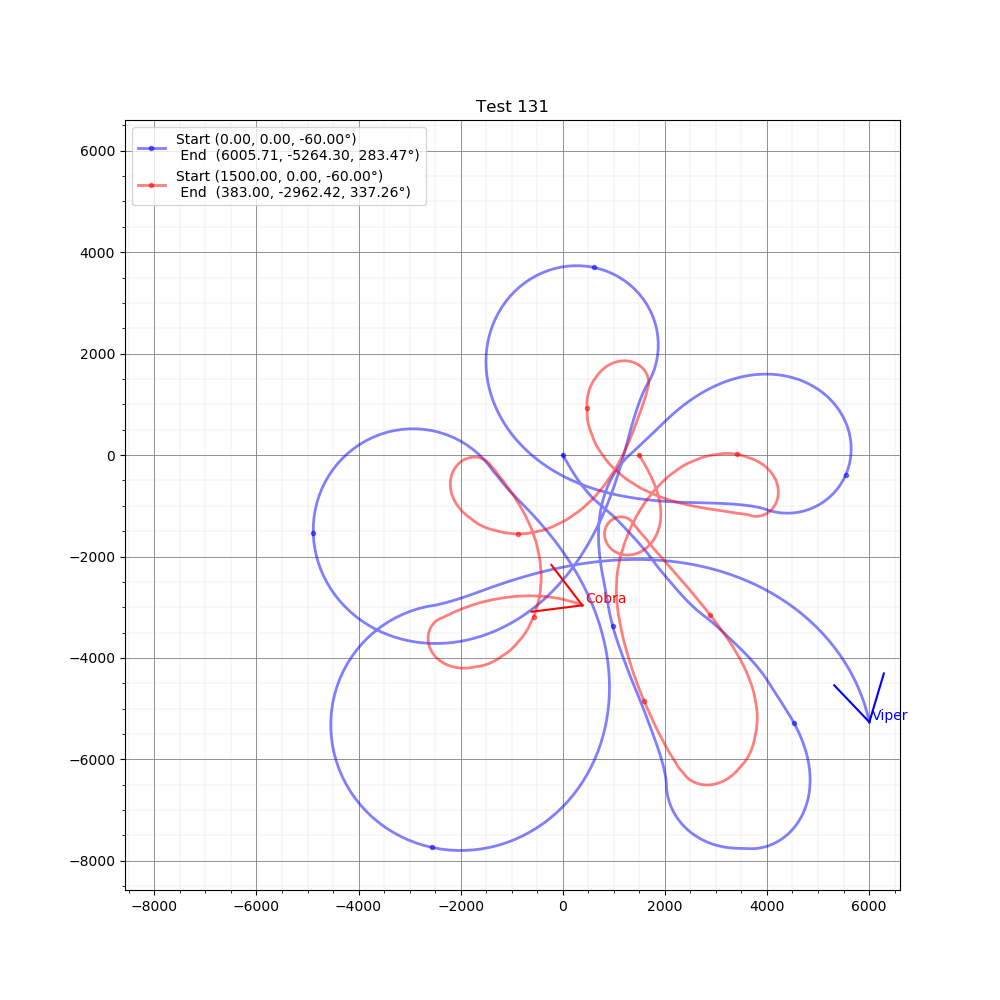 Test 131
Start (0.00, 0.00, -60.00°)
End  (6005.71, -5264.30, 283.47°)
Start (1500.00, 0.00, -60.00°)
End  (383.00, -2962.42, 337.26°)
6000
4000
2000
0
−2000
−4000
−6000
−8000
Cobra
Viper
−8000 −6000 −4000 −2000 0 2000 4000 6000